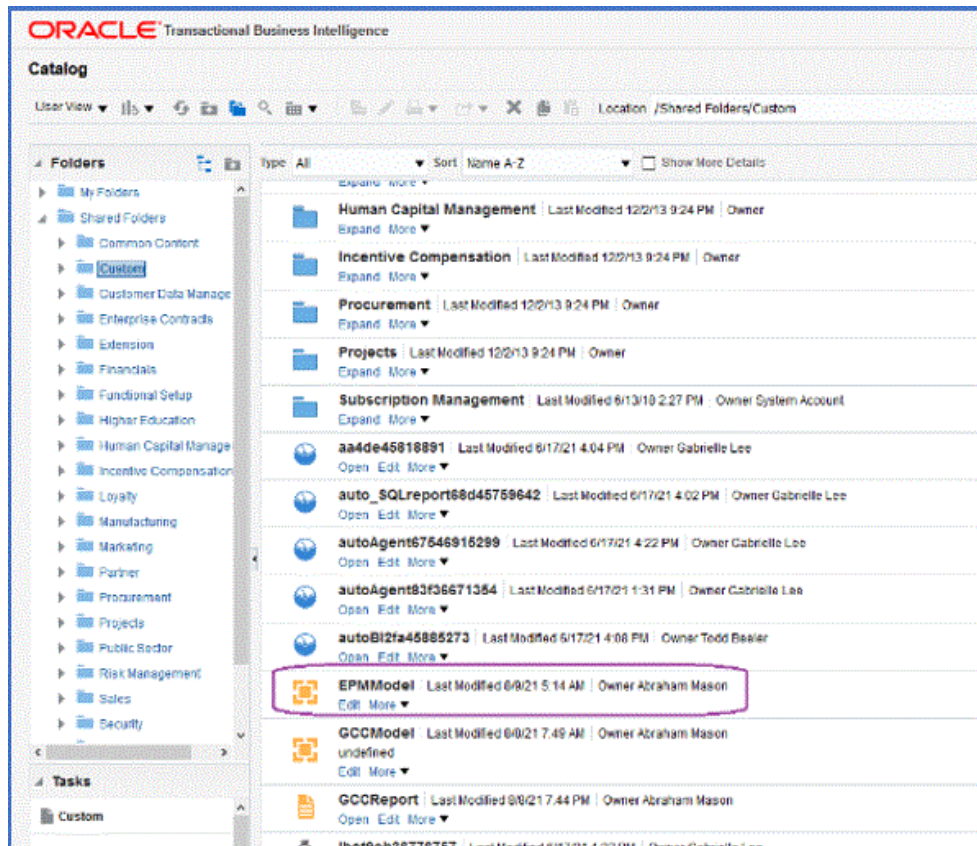 ORACLE Transactional Business Intelligence
Catalog
User View Location /Shared Folders/Custom
Folders
My Folders
Shared Folders
Common Content
Custom
Customer Data Manage
Enterprise Contracts
Extension
Financials
Functional Setup
Higher Education
Human Capital Manage
Incentive Compensation
Loyalty
Manufacturing
Marketing
Partner
Procurement
Projects
Public Sector
Risk Management
Sales
Security
Tasks
Custom
Type All Sort Name A-Z Show More Details
Expand More
Human Capital Management Last Modified 12/2/13 9:24 PM Owner
Expand More
Incentive Compensation Last Modified 12/2/13 9:24 PM Owner
Expand More
Procurement Last Modified 12/2/13 9:24 PM Owner
Expand More
Projects Last Modified 12/2/13 9:24 PM Owner
Expand More
Subscription Management Last Modified 6/13/18 2:27 PM Owner System Account
Expand More
aa4de45818891 Last Modified 6/17/21 4:04 PM Owner Gabrielle Lee
Open Edit More
auto_SQLreport68d45759642 Last Modified 6/17/21 4:02 PM Owner Gabrielle Lee
Open Edit More
autoAgent67546915299 Last Modified 6/17/21 4:22 PM Owner Gabrielle Lee
Open Edit More
autoAgent83f36671354 Last Modified 6/17/21 1:31 PM Owner Gabrielle Lee
Open Edit More
autoBI2fa45885273 Last Modified 6/17/21 4:08 PM Owner Todd Beeler
Open Edit More
EPMModel Last Modified 8/9/21 5:14 AM Owner Abraham Mason
Edit More
GCCModel Last Modified 8/8/21 7:49 AM Owner Abraham Mason
undefined
Edit More
GCCReport Last Modified 8/8/21 7:44 PM Owner Abraham Mason
Open Edit More